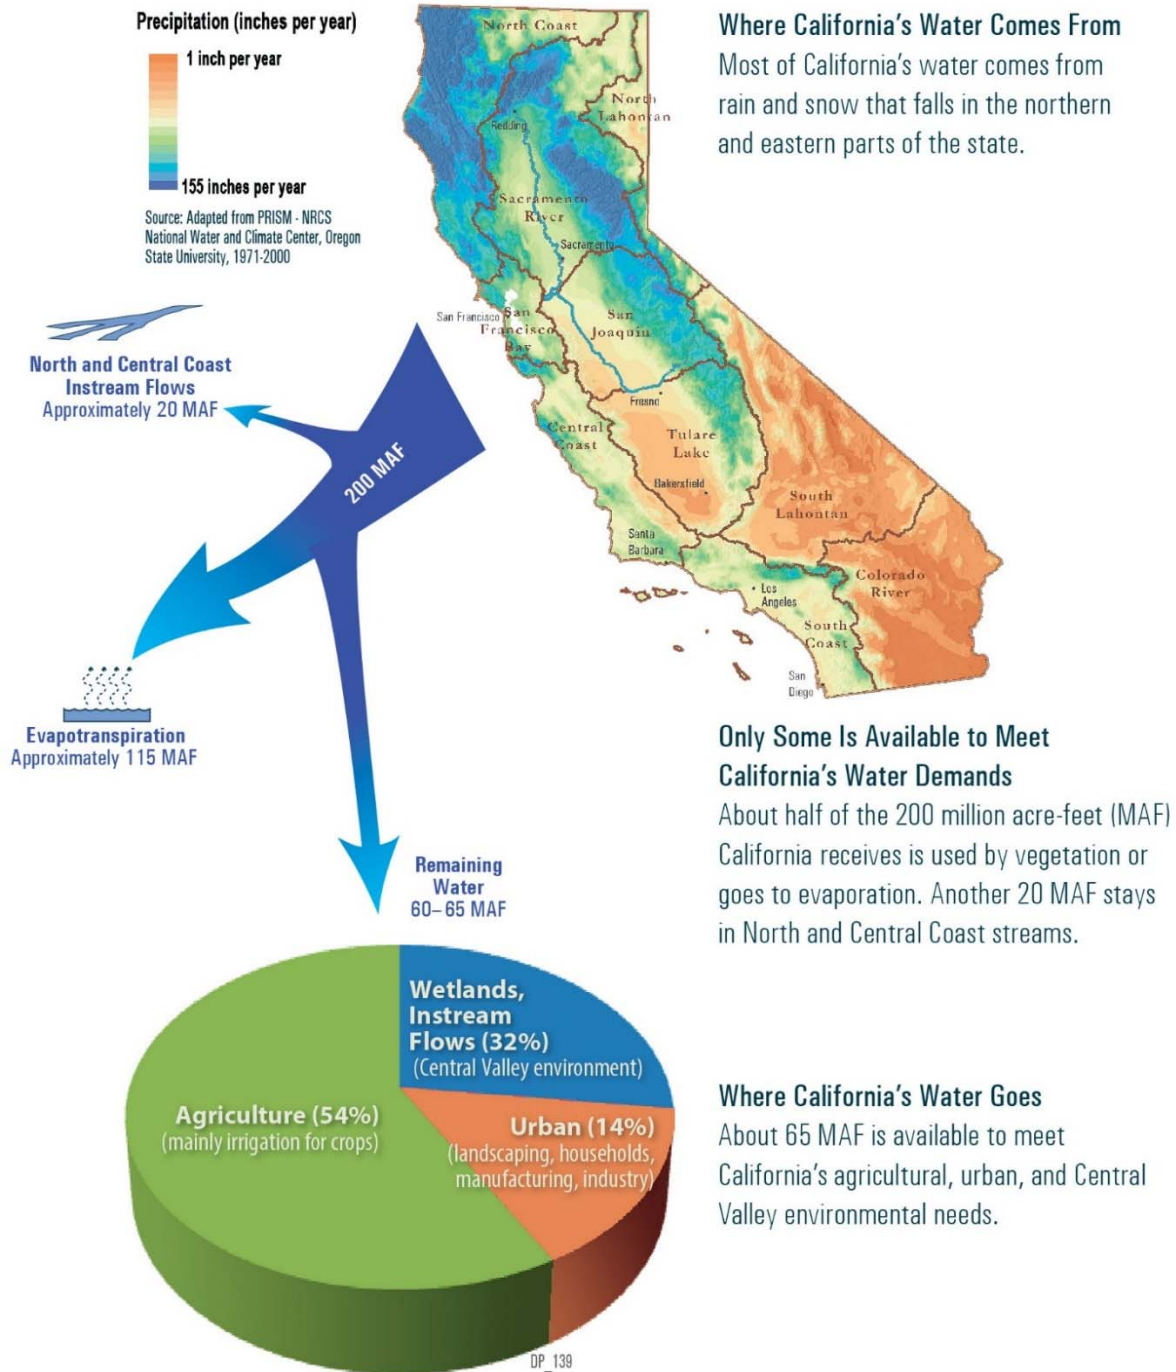 Precipitation (inches per year)
1 inch per year
155 inches per year
Source: Adapted from PRISM - NRCS
National Water and Climate Center, Oregon
State University, 1971-2000
North Coast
North
Lahontan
Redding
Sacramento
River
Sacramento
San Francisco
San
Francisco
Bay
San
Joaquin
Fresno
Central
Coast
Tulare
Lake
Bakersfield
South
Lahontan
Santa
Barbara
Los
Angeles
Colorado
River
South
Coast
San
Diego
Where California's Water Comes From
Most of California's water comes from
rain and snow that falls in the northern
and eastern parts of the state.
North and Central Coast
Instream Flows
Approximately 20 MAF
200 MAF
Evapotranspiration
Approximately 115 MAF
Remaining
Water
60–65 MAF
Only Some Is Available to Meet
California's Water Demands
About half of the 200 million acre-feet (MAF)
California receives is used by vegetation or
goes to evaporation. Another 20 MAF stays
in North and Central Coast streams.
Wetlands,
Instream
Flows (32%)
(Central Valley environment)
Agriculture (54%)
(mainly irrigation for crops)
Urban (14%)
(landscaping, households,
manufacturing, industry)
Where California's Water Goes
About 65 MAF is available to meet
California's agricultural, urban, and Central
Valley environmental needs.
DP_139